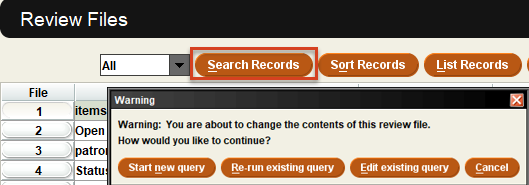 Review Files
All Search Records Sort Records List Records
File
1 items
2 Open
3 patron
4 Status
Warning
Warning: You are about to change the contents of this review file.
How would you like to continue?
Start new query Re-run existing query Edit existing query Cancel